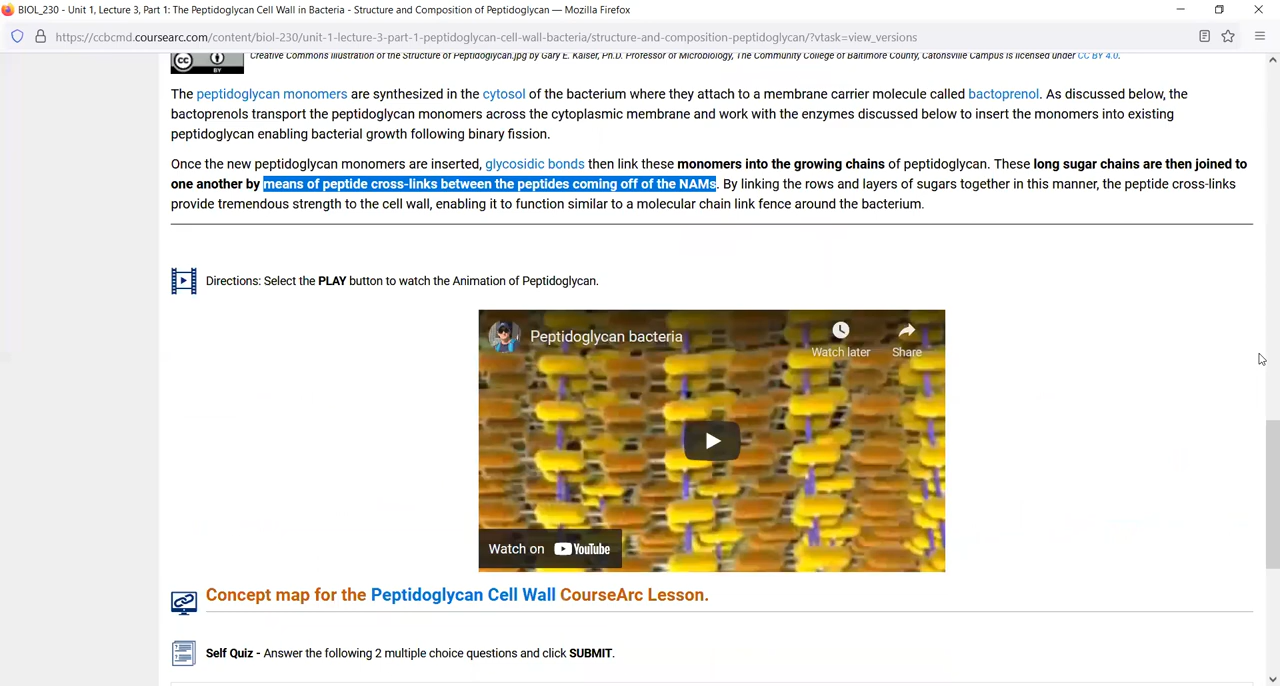 BIOL_230 - Unit 1, Lecture 3, Part 1: The Peptidoglycan Cell Wall in Bacteria - Structure and Composition of Peptidoglycan — Mozilla Firefox
https://ccbcmd.coursearc.com/content/biol-230/unit-1-lecture-3-part-1-peptidoglycan-cell-wall-bacteria/structure-and-composition-peptidoglycan/?vtask=view_versions
cc BY
Creative Commons illustration of the Structure of Peptidoglycan.jpg by Gary E. Kaiser, Ph.D. Professor of Microbiology, The Community College of Baltimore County, Catonsville Campus is licensed under CC BY 4.0.
The peptidoglycan monomers are synthesized in the cytosol of the bacterium where they attach to a membrane carrier molecule called bactoprenol. As discussed below, the
bactoprenols transport the peptidoglycan monomers across the cytoplasmic membrane and work with the enzymes discussed below to insert the monomers into existing
peptidoglycan enabling bacterial growth following binary fission.
Once the new peptidoglycan monomers are inserted, glycosidic bonds then link these monomers into the growing chains of peptidoglycan. These long sugar chains are then joined to
one another by means of peptide cross-links between the peptides coming off of the NAMs. By linking the rows and layers of sugars together in this manner, the peptide cross-links
provide tremendous strength to the cell wall, enabling it to function similar to a molecular chain link fence around the bacterium.
Directions: Select the PLAY button to watch the Animation of Peptidoglycan.
Peptidoglycan bacteria
Watch later
Share
Watch on YouTube
Concept map for the Peptidoglycan Cell Wall CourseArc Lesson.
Self Quiz - Answer the following 2 multiple choice questions and click SUBMIT.